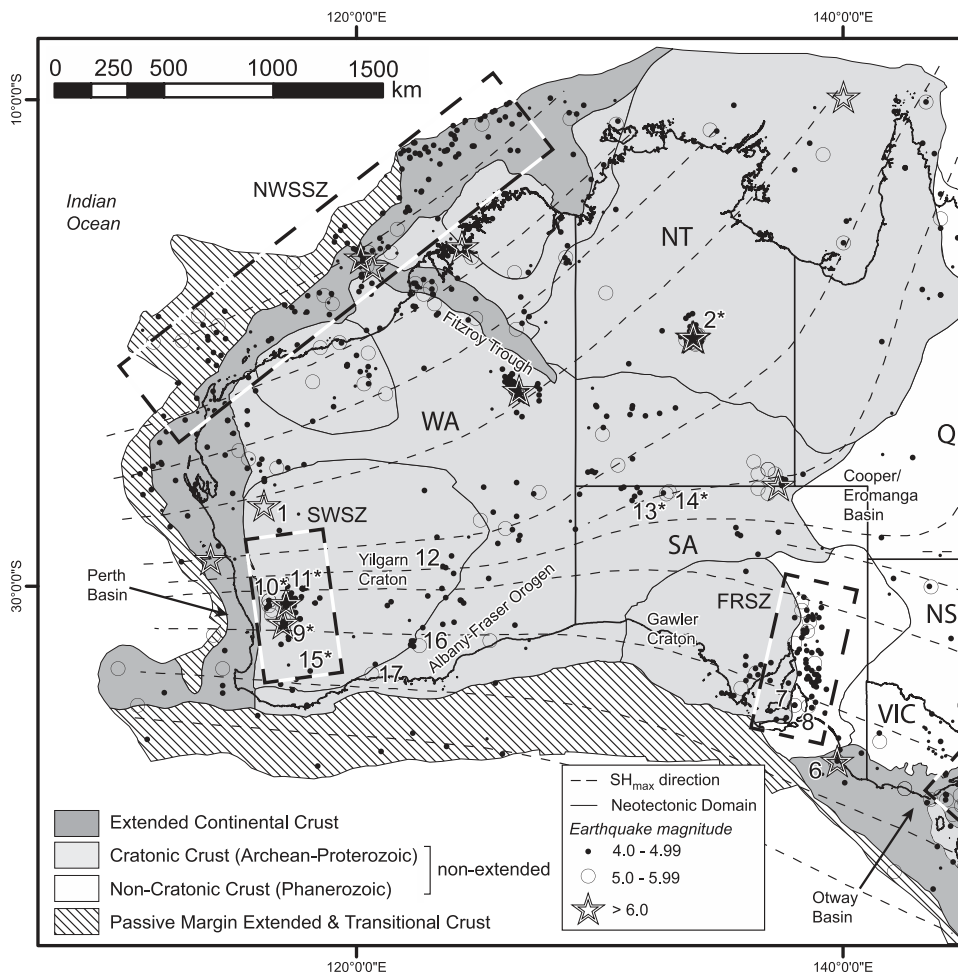 120°0'0"E
140°0'0"E
0 250 500 1000 1500
km
10°0'0"S
Indian
Ocean
NWSSZ
NT
2*
Fitzroy Trough
WA
Q
Cooper/
Eromanga
Basin
13*
14*
1
SWSZ
SA
Perth
Basin
Yilgarn
Craton
12
30°0'0"S
10*
11*
9*
15*
16
17
Albany-Fraser Orogen
Gawler
Craton
FRSZ
NS
7
8
VIC
6
Otway
Basin
SHmax direction
Neotectonic Domain
Earthquake magnitude
4.0 - 4.99
5.0 - 5.99
> 6.0
Extended Continental Crust
Cratonic Crust (Archean-Proterozoic)
non-extended
Non-Cratonic Crust (Phanerozoic)
Passive Margin Extended & Transitional Crust
120°0'0"E
140°0'0"E